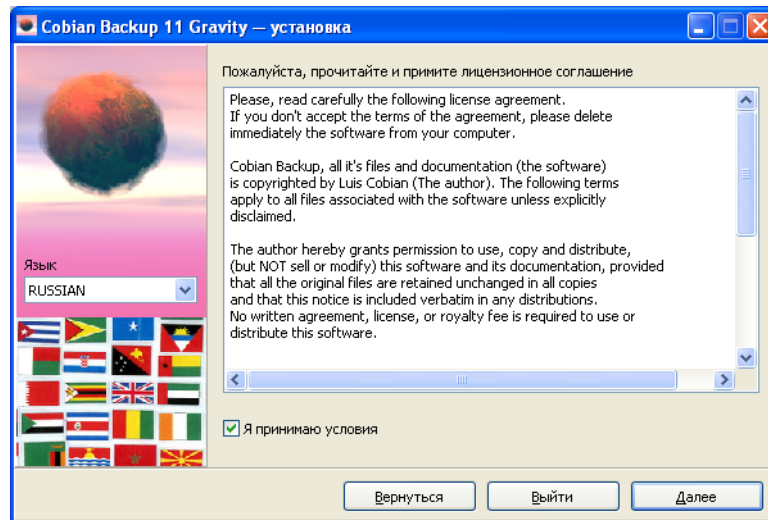 Cobian Backup 11 Gravity — установка
Пожалуйста, прочитайте и примите лицензионное соглашение
Please, read carefully the following license agreement.
If you don't accept the terms of the agreement, please delete
immediately the software from your computer.
Cobian Backup, all it's files and documentation (the software)
is copyrighted by Luis Cobian (The author). The following terms
apply to all files associated with the software unless explicitly
disclaimed.
The author hereby grants permission to use, copy and distribute,
(but NOT sell or modify) this software and its documentation, provided
that all the original files are retained unchanged in all copies
and that this notice is included verbatim in any distributions.
No written agreement, license, or royalty fee is required to use or
distribute this software.
Язык
RUSSIAN
Я принимаю условия
Вернуться
Выйти
Далее